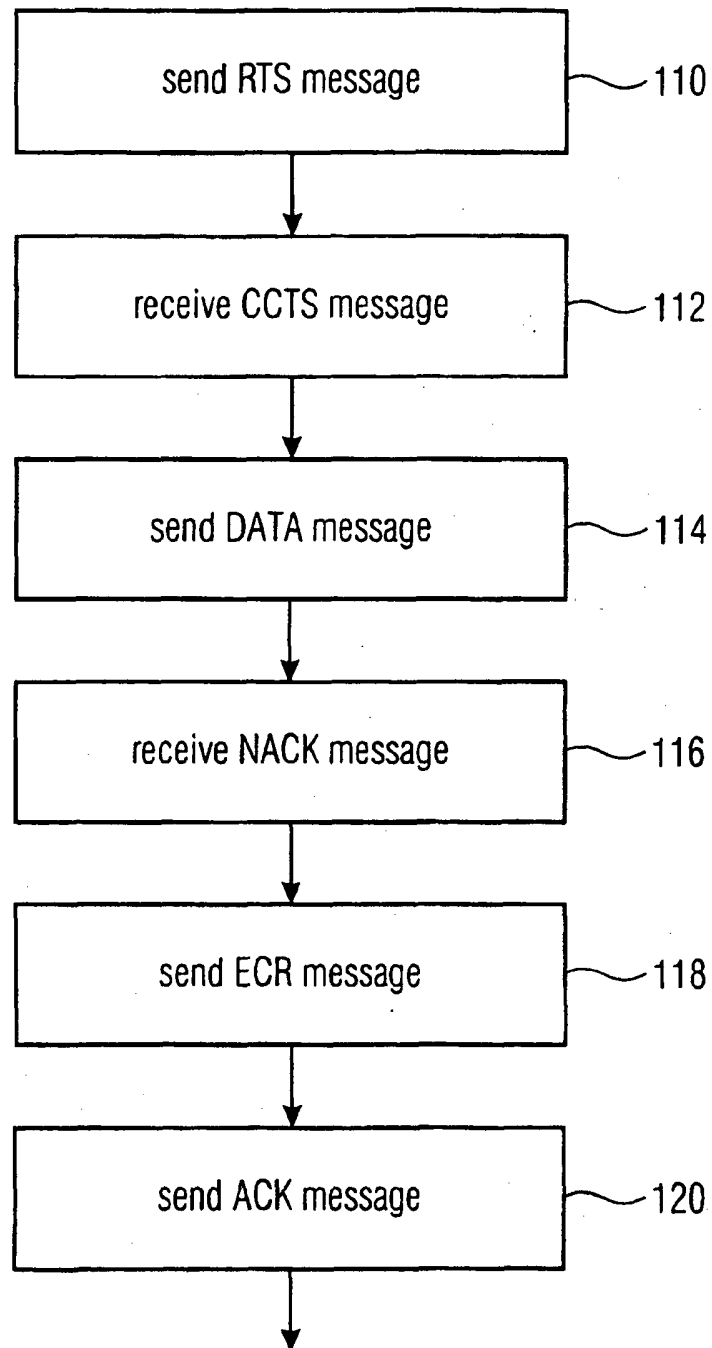 send RTS message 110
receive CCTS message 112
send DATA message 114
receive NACK message 116
send ECR message 118
send ACK message 120